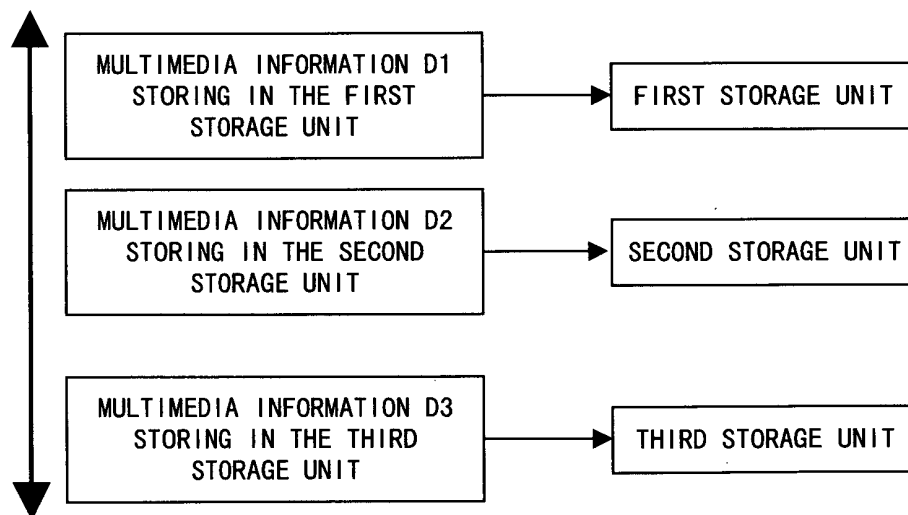 MULTIMEDIA INFORMATION D1
STORING IN THE FIRST
STORAGE UNIT
FIRST STORAGE UNIT
MULTIMEDIA INFORMATION D2
STORING IN THE SECOND
STORAGE UNIT
SECOND STORAGE UNIT
MULTIMEDIA INFORMATION D3
STORING IN THE THIRD
STORAGE UNIT
THIRD STORAGE UNIT